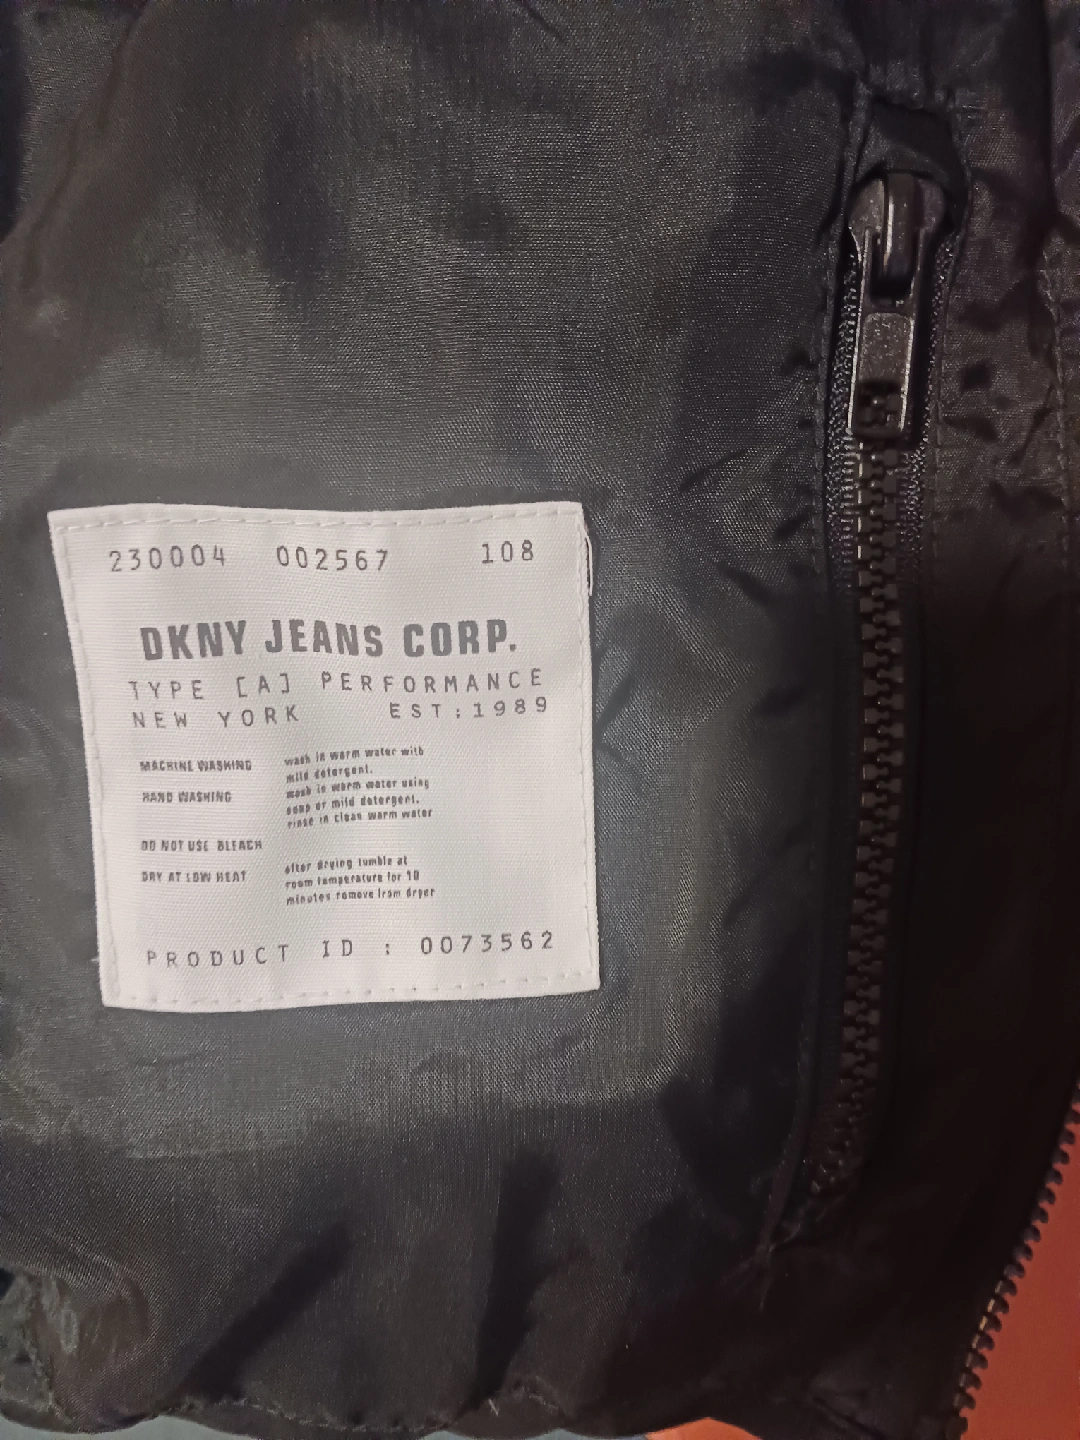 230004 002567 108
DKNY JEANS CORP.
TYPE [A] PERFORMANCE
NEW YORK EST:1989
MACHINE WASHING wash in warm water with
mild detergent.
HAND WASHING wash in warm water using
soap or mild detergent.
rinse in clean warm water
DO NOT USE BLEACH
DRY AT LOW HEAT after drying tumble at
room temperature for 10
minutes remove from dryer
PRODUCT ID : 0073562